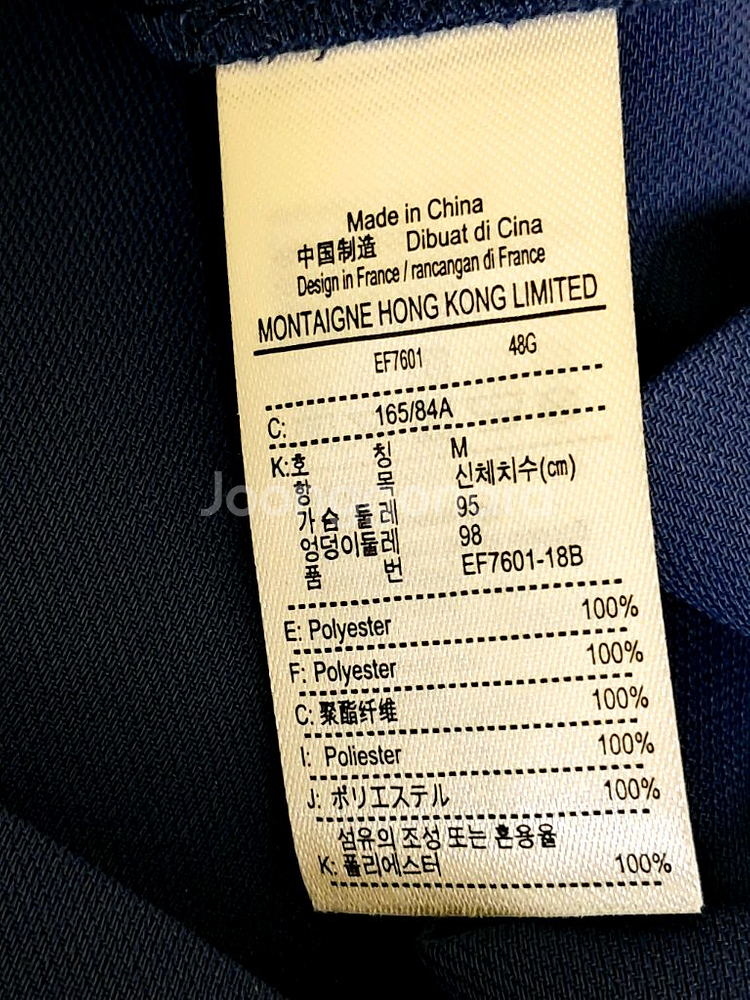 Made in China
中国制造 Dibuat di Cina
Design in France / rancangan di France
MONTAIGNE HONG KONG LIMITED
EF7601 48G
C: 165/84A
K:호 칭 M
항 목 신체치수(cm)
가 슴 둘 레 95
엉덩이둘레 98
품 번 EF7601-18B
E: Polyester 100%
F: Polyester 100%
C: 聚酯纤维 100%
I: Poliester 100%
J: ポリエステル 100%
섬유의 조성 또는 혼용율
K: 폴리에스터 100%